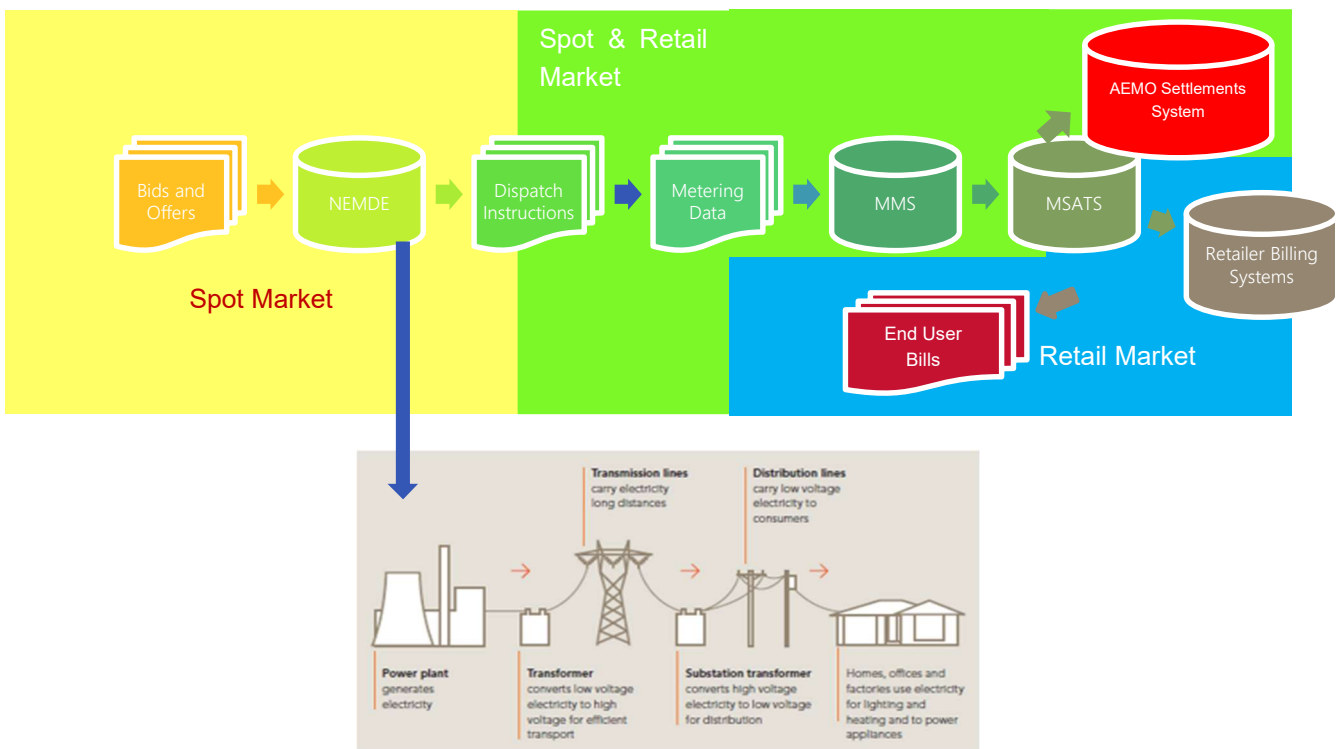 Spot & Retail
Market
AEMO Settlements
System
Bids and
Offers
NEMDE
Dispatch
Instructions
Metering
Data
MMS
MSATS
Retailer Billing
Systems
Spot Market
End User
Bills
Retail Market
Transmission lines
carry electricity
long distances
Distribution lines
carry low voltage
electricity to
consumers
Power plant
generates
electricity
Transformer
converts low voltage
electricity to high
voltage for efficient
transport
Substation transformer
converts high voltage
electricity to low voltage
for distribution
Homes, offices and
factories use electricity
for lighting and
heating and to power
appliances